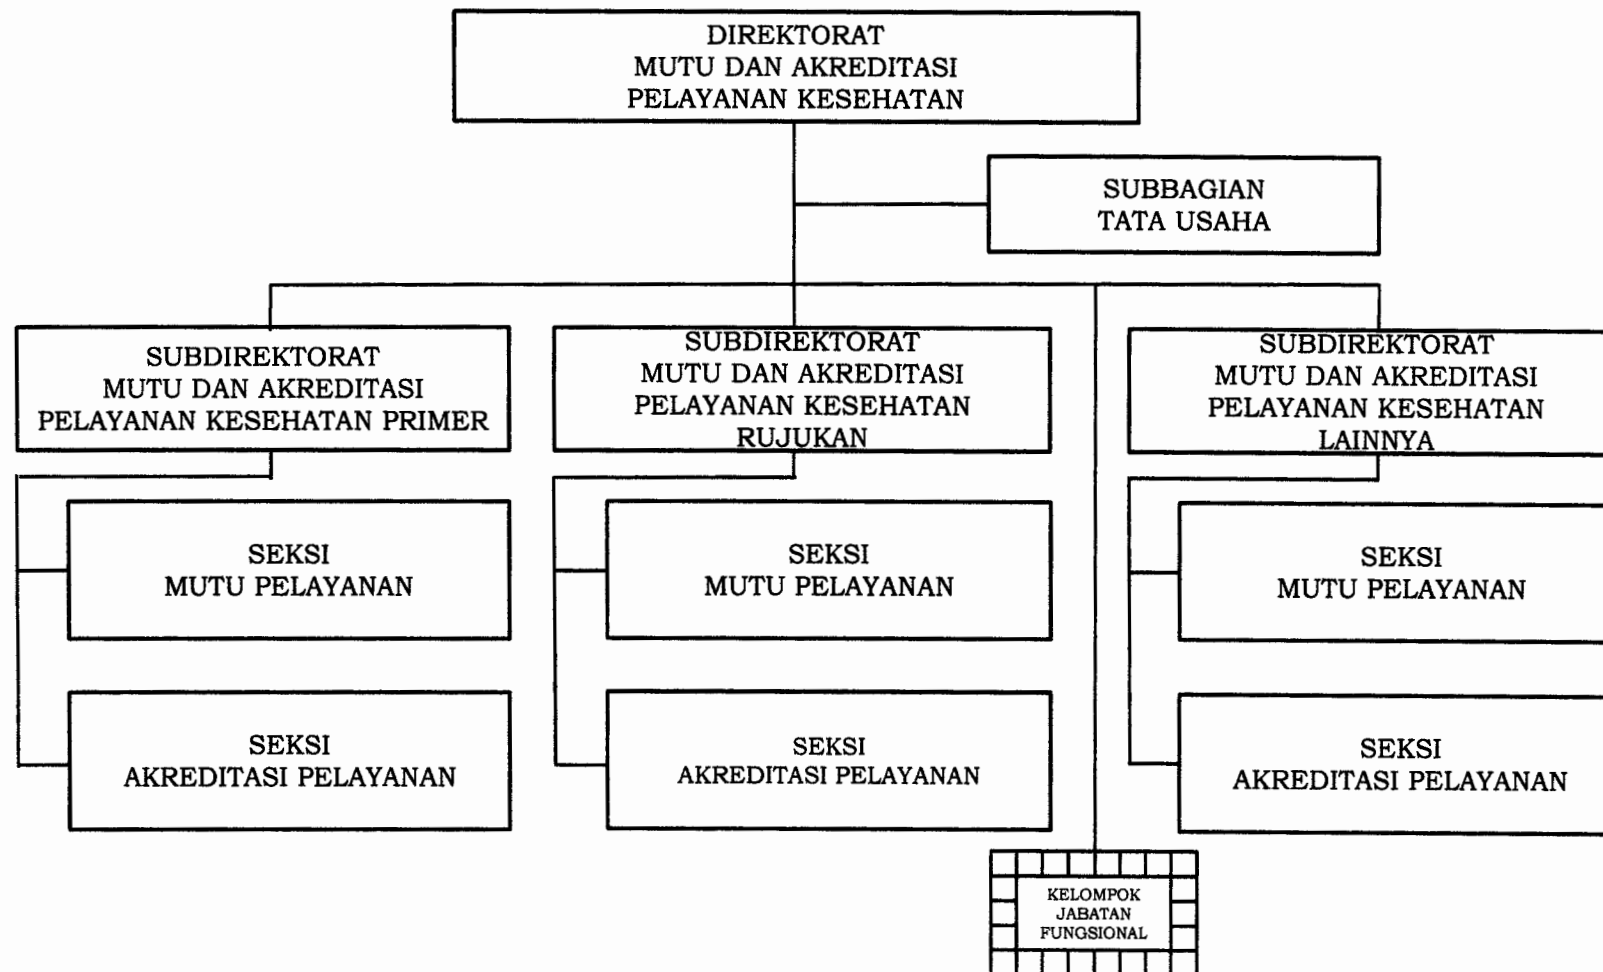 DIREKTORAT
MUTU DAN AKREDITASI
PELAYANAN KESEHATAN
SUBBAGIAN
TATA USAHA
SUBDIREKTORAT
MUTU DAN AKREDITASI
PELAYANAN KESEHATAN PRIMER
SUBDIREKTORAT
MUTU DAN AKREDITASI
PELAYANAN KESEHATAN
RUJUKAN
SUBDIREKTORAT
MUTU DAN AKREDITASI
PELAYANAN KESEHATAN
LAINNYA
SEKSI
MUTU PELAYANAN
SEKSI
MUTU PELAYANAN
SEKSI
MUTU PELAYANAN
SEKSI
AKREDITASI PELAYANAN
SEKSI
AKREDITASI PELAYANAN
SEKSI
AKREDITASI PELAYANAN
KELOMPOK
JABATAN
FUNGSIONAL